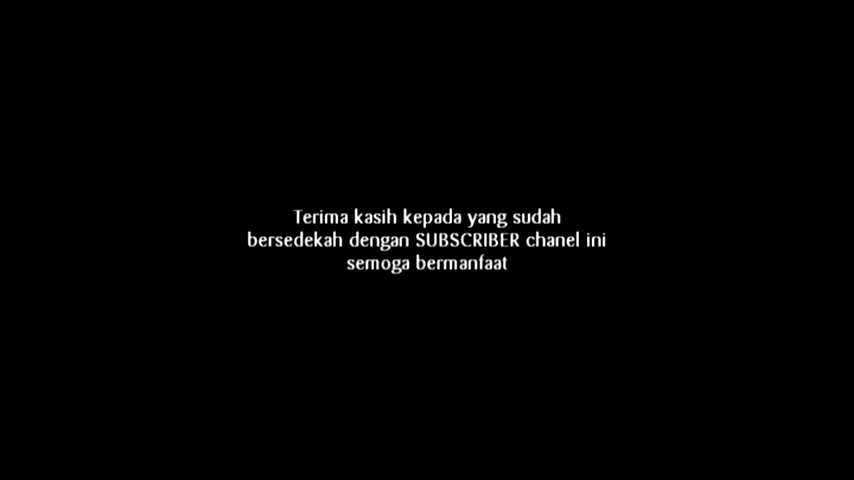 Terima kasih kepada yang sudah
bersedekah dengan SUBSCRIBER chanel ini
semoga bermanfaat